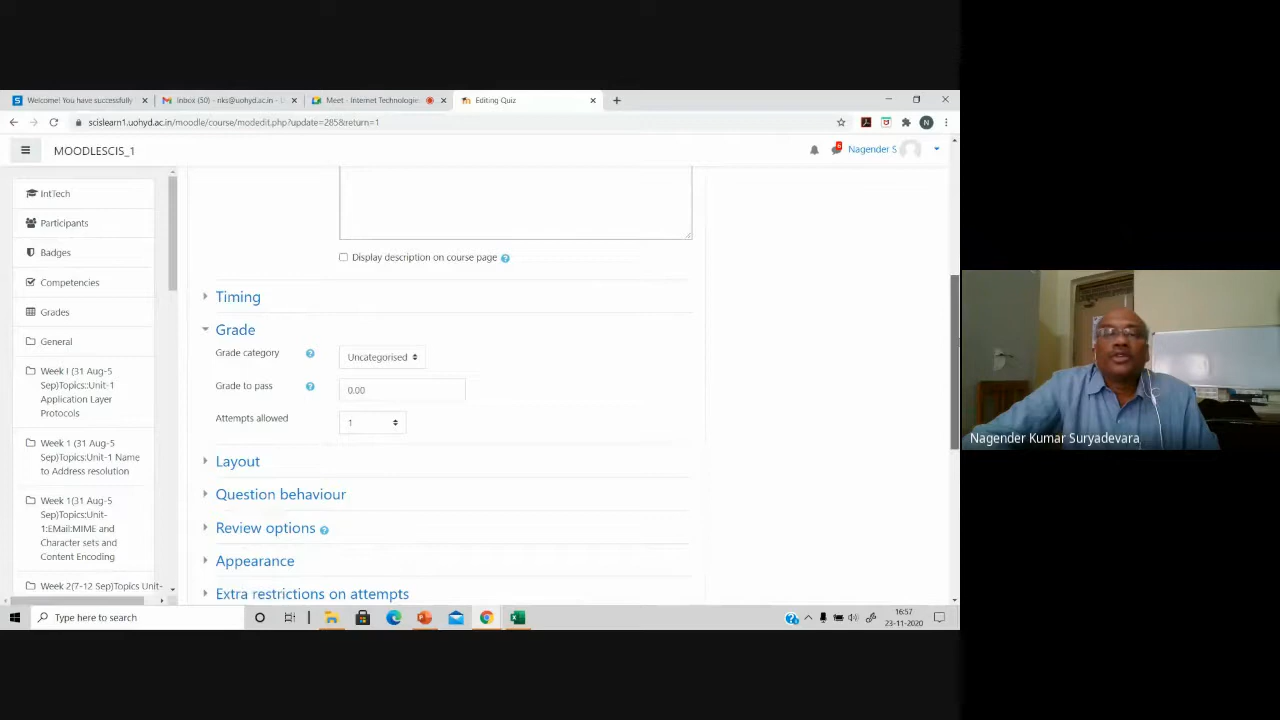 Welcome! You have successfully
Inbox (50) - nks@uohyd.ac.in -
Meet - Internet Technologie
Editing Quiz
scislearn1.uohyd.ac.in/moodle/course/modedit.php?update=285&return=1
MOODLESCIS_1
Nagender S
IntTech
Participants
Badges
Competencies
Grades
General
Week I (31 Aug-5
Sep)Topics::Unit-1
Application Layer
Protocols
Week 1 (31 Aug-5
Sep)Topics:Unit-1 Name
to Address resolution
Week 1(31 Aug-5
Sep)Topics:Unit-
1:EMail:MIME and
Character sets and
Content Encoding
Week 2(7-12 Sep)Topics Unit-
Display description on course page
Timing
Grade
Grade category
Uncategorised
Grade to pass
0.00
Attempts allowed
1
Layout
Question behaviour
Review options
Appearance
Extra restrictions on attempts
Type here to search
16:57
23-11-2020
Nagender Kumar Suryadevara